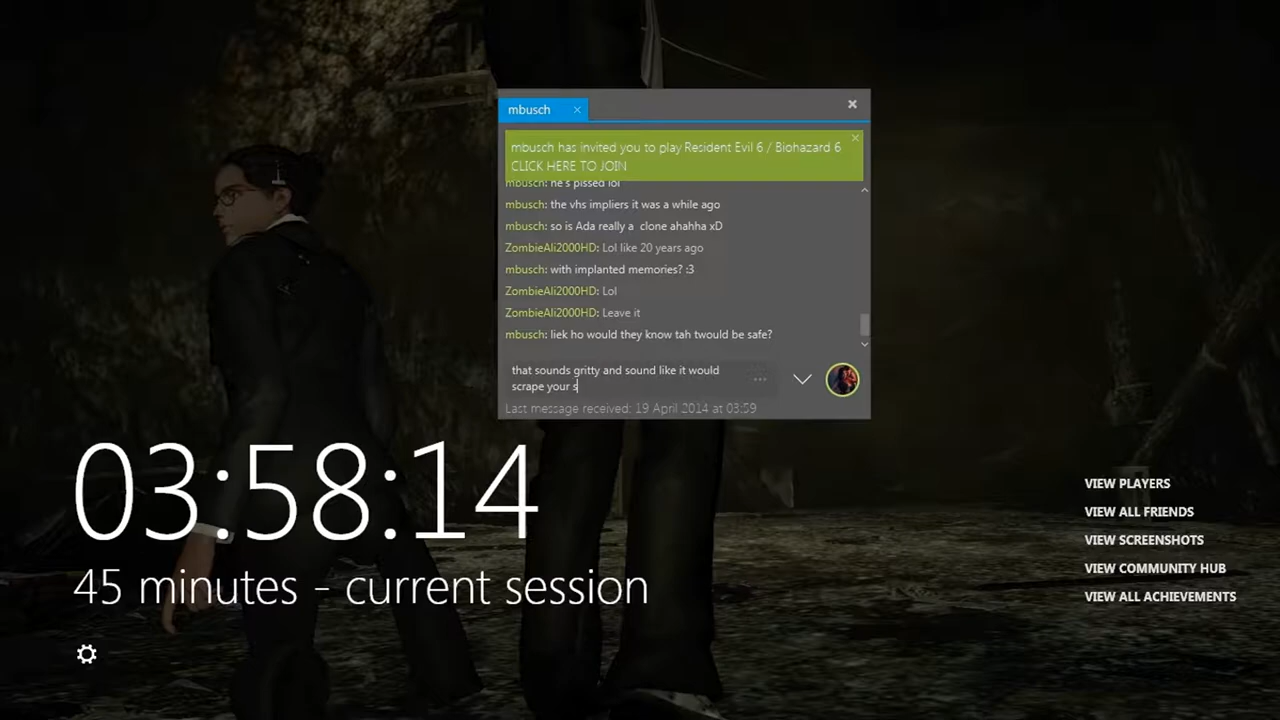 mbusch
mbusch has invited you to play Resident Evil 6 / Biohazard 6
CLICK HERE TO JOIN
mbusch: he's pissed lol
mbusch: the vhs impliers it was a while ago
mbusch: so is Ada really a clone ahahha xD
ZombieAli2000HD: Lol like 20 years ago
mbusch: with implanted memories? :3
ZombieAli2000HD: Lol
ZombieAli2000HD: Leave it
mbusch: liek ho would they know tah twould be safe?
that sounds gritty and sound like it would
scrape your s
Last message received: 19 April 2014 at 03:59
03:58:14
45 minutes - current session
VIEW PLAYERS
VIEW ALL FRIENDS
VIEW SCREENSHOTS
VIEW COMMUNITY HUB
VIEW ALL ACHIEVEMENTS